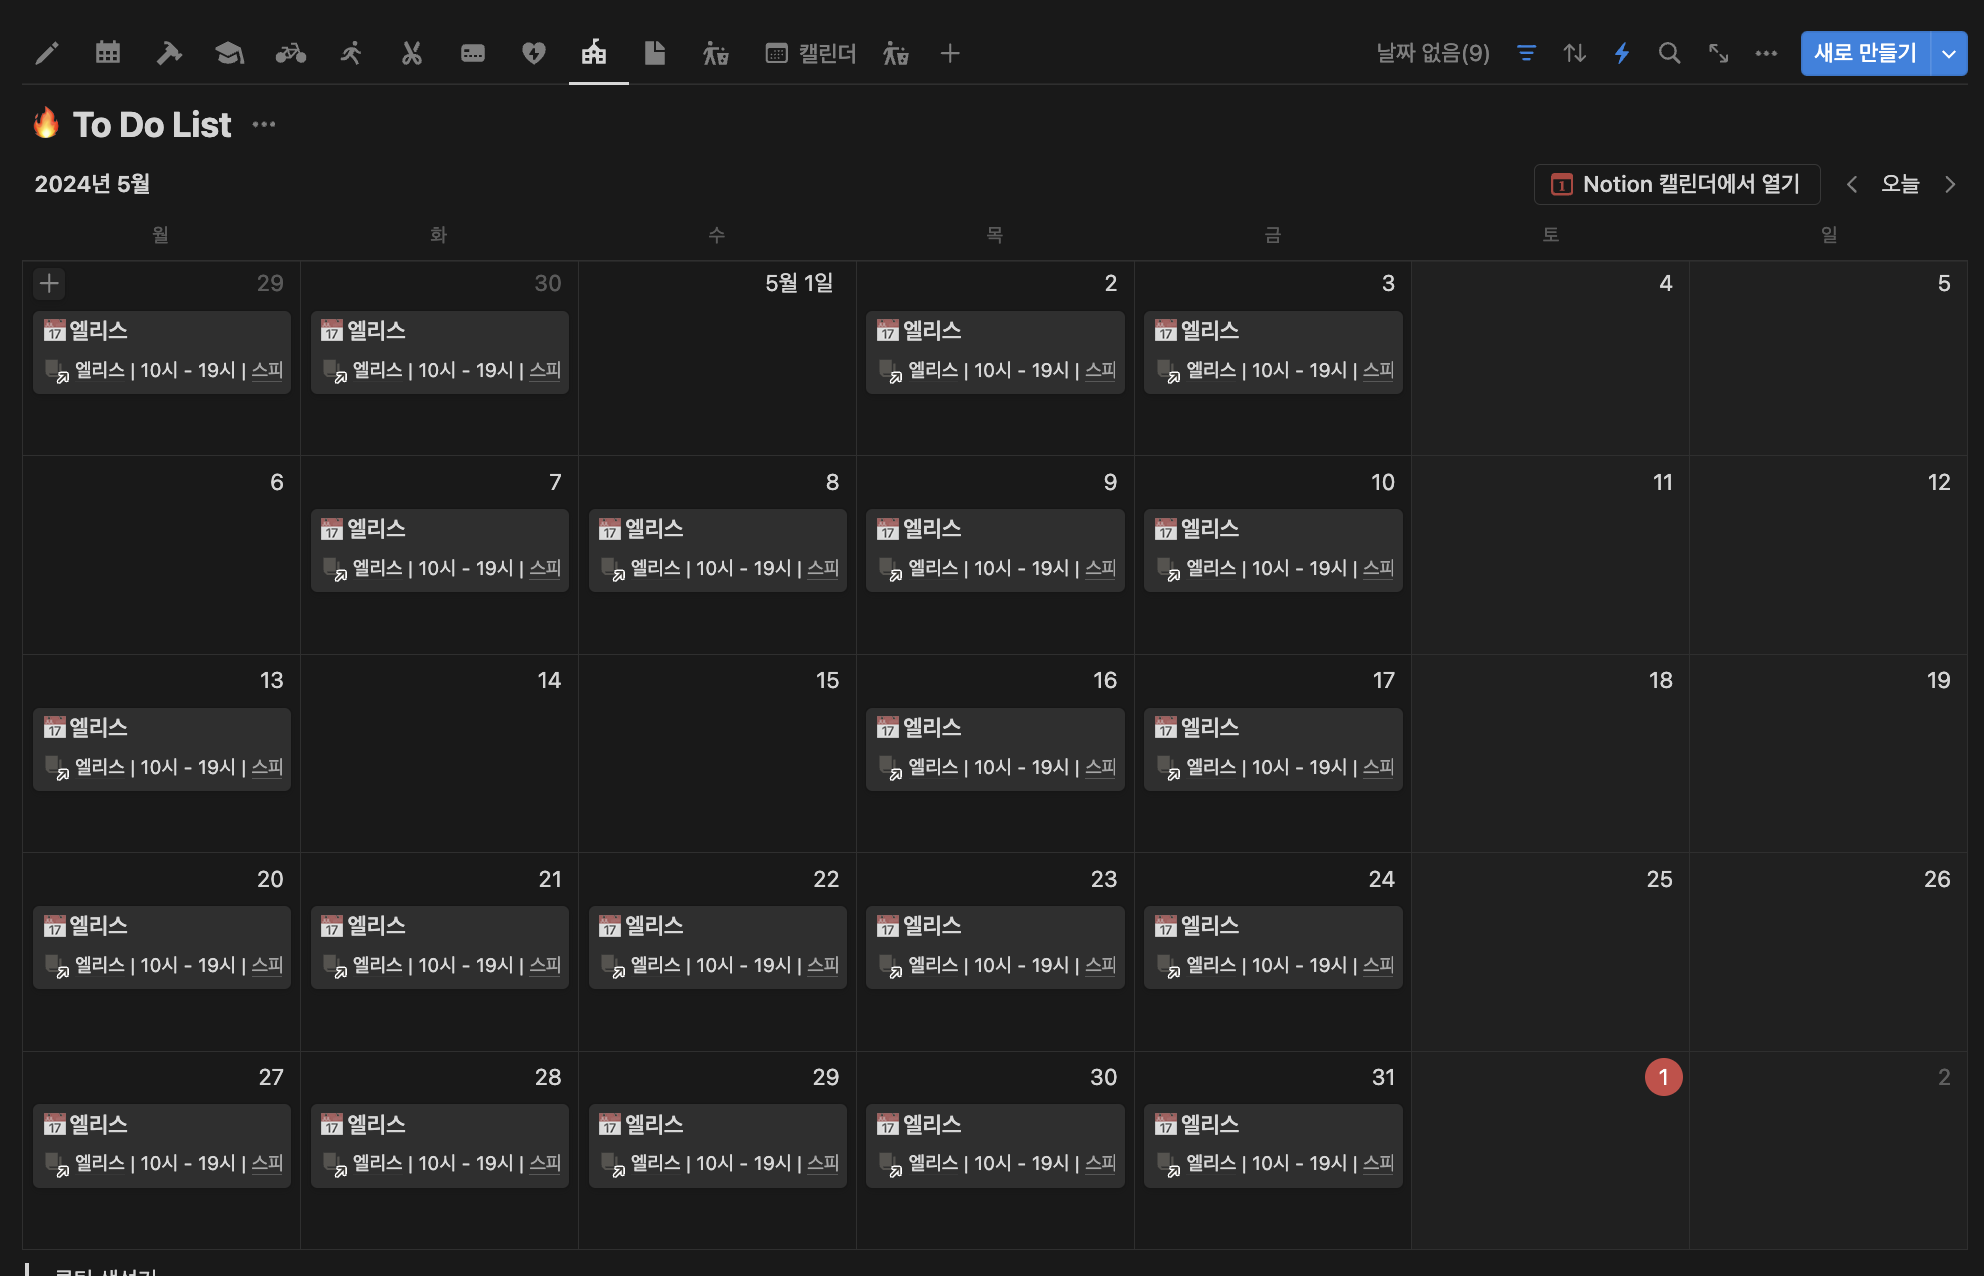 캘린더
날짜 없음(9)
새로 만들기
To Do List
2024년 5월
Notion 캘린더에서 열기
오늘
월 화 수 목 금 토 일
29 30 5월 1일 2 3 4 5
엘리스 엘리스 엘리스 엘리스
엘리스 | 10시 - 19시 | 스피 엘리스 | 10시 - 19시 | 스피 엘리스 | 10시 - 19시 | 스피 엘리스 | 10시 - 19시 | 스피
6 7 8 9 10 11 12
엘리스 엘리스 엘리스 엘리스
엘리스 | 10시 - 19시 | 스피 엘리스 | 10시 - 19시 | 스피 엘리스 | 10시 - 19시 | 스피 엘리스 | 10시 - 19시 | 스피
13 14 15 16 17 18 19
엘리스 엘리스 엘리스
엘리스 | 10시 - 19시 | 스피 엘리스 | 10시 - 19시 | 스피 엘리스 | 10시 - 19시 | 스피
20 21 22 23 24 25 26
엘리스 엘리스 엘리스 엘리스 엘리스
엘리스 | 10시 - 19시 | 스피 엘리스 | 10시 - 19시 | 스피 엘리스 | 10시 - 19시 | 스피 엘리스 | 10시 - 19시 | 스피 엘리스 | 10시 - 19시 | 스피
27 28 29 30 31 1 2
엘리스 엘리스 엘리스 엘리스 엘리스
엘리스 | 10시 - 19시 | 스피 엘리스 | 10시 - 19시 | 스피 엘리스 | 10시 - 19시 | 스피 엘리스 | 10시 - 19시 | 스피 엘리스 | 10시 - 19시 | 스피